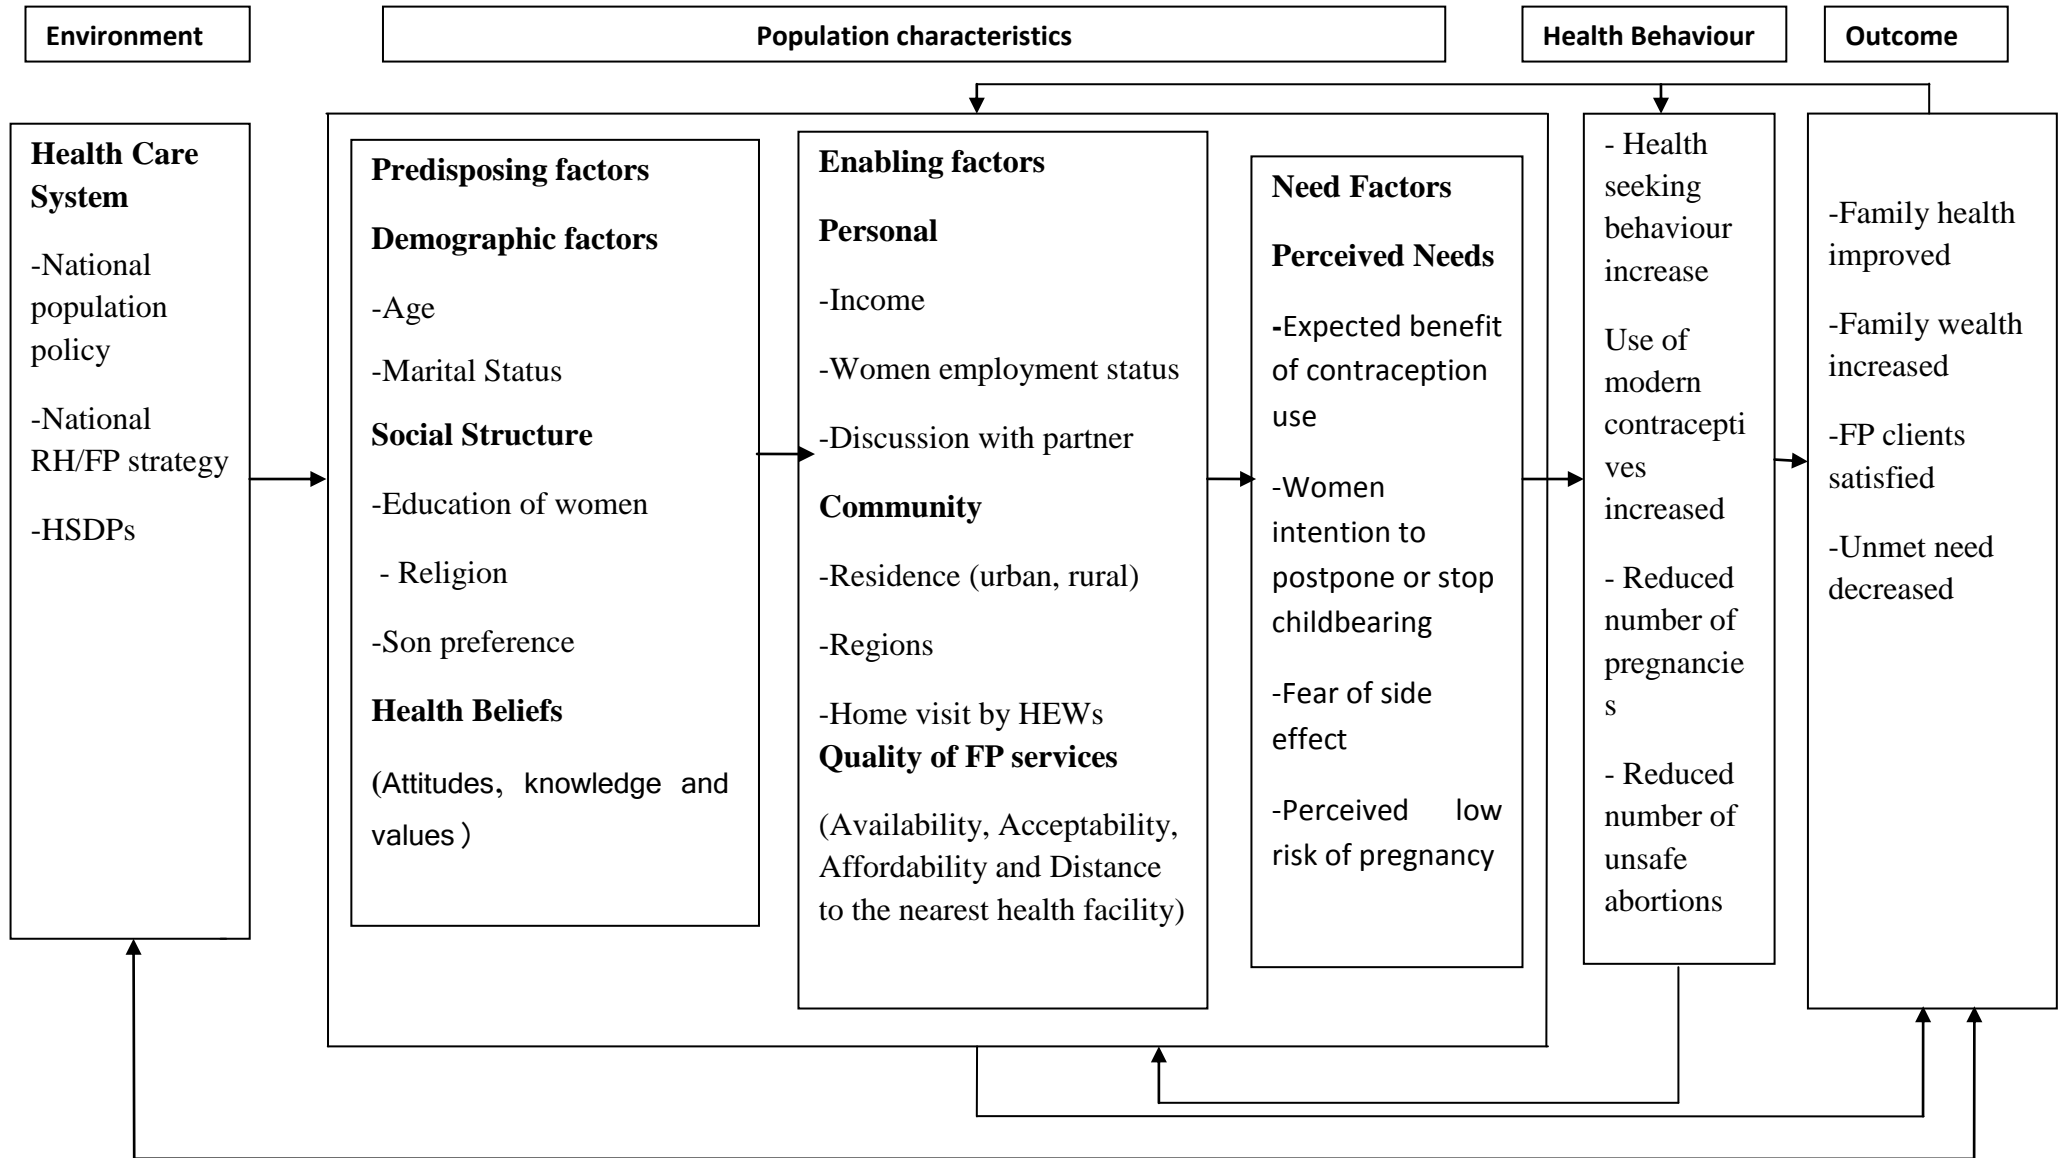 Environment
Population characteristics
Health Behaviour
Outcome
Health Care
System
-National
population
policy
-National
RH/FP strategy
-HSDPs
Predisposing factors
Demographic factors
-Age
-Marital Status
Social Structure
-Education of women
- Religion
-Son preference
Health Beliefs
(Attitudes, knowledge and
values )
Enabling factors
Personal
-Income
-Women employment status
-Discussion with partner
Community
-Residence (urban, rural)
-Regions
-Home visit by HEWs
Quality of FP services
(Availability, Acceptability,
Affordability and Distance
to the nearest health facility)
Need Factors
Perceived Needs
-Expected benefit
of contraception
use
-Women
intention to
postpone or stop
childbearing
-Fear of side
effect
-Perceived low
risk of pregnancy
- Health
seeking
behaviour
increase
Use of
modern
contracepti
ves
increased
- Reduced
number of
pregnancie
s
- Reduced
number of
unsafe
abortions
-Family health
improved
-Family wealth
increased
-FP clients
satisfied
-Unmet need
decreased